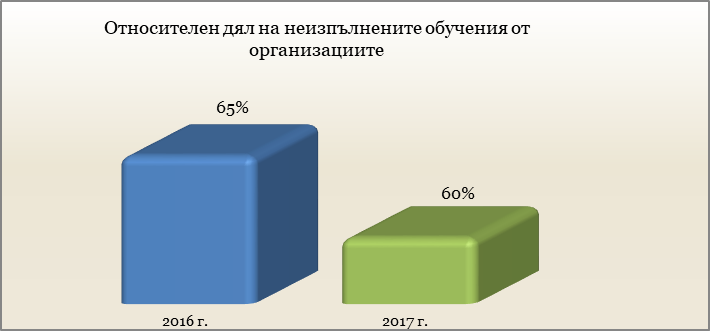 Относителен дял на неизпълнените обучения от
организациите
65%
60%
2016 г.
2017 г.